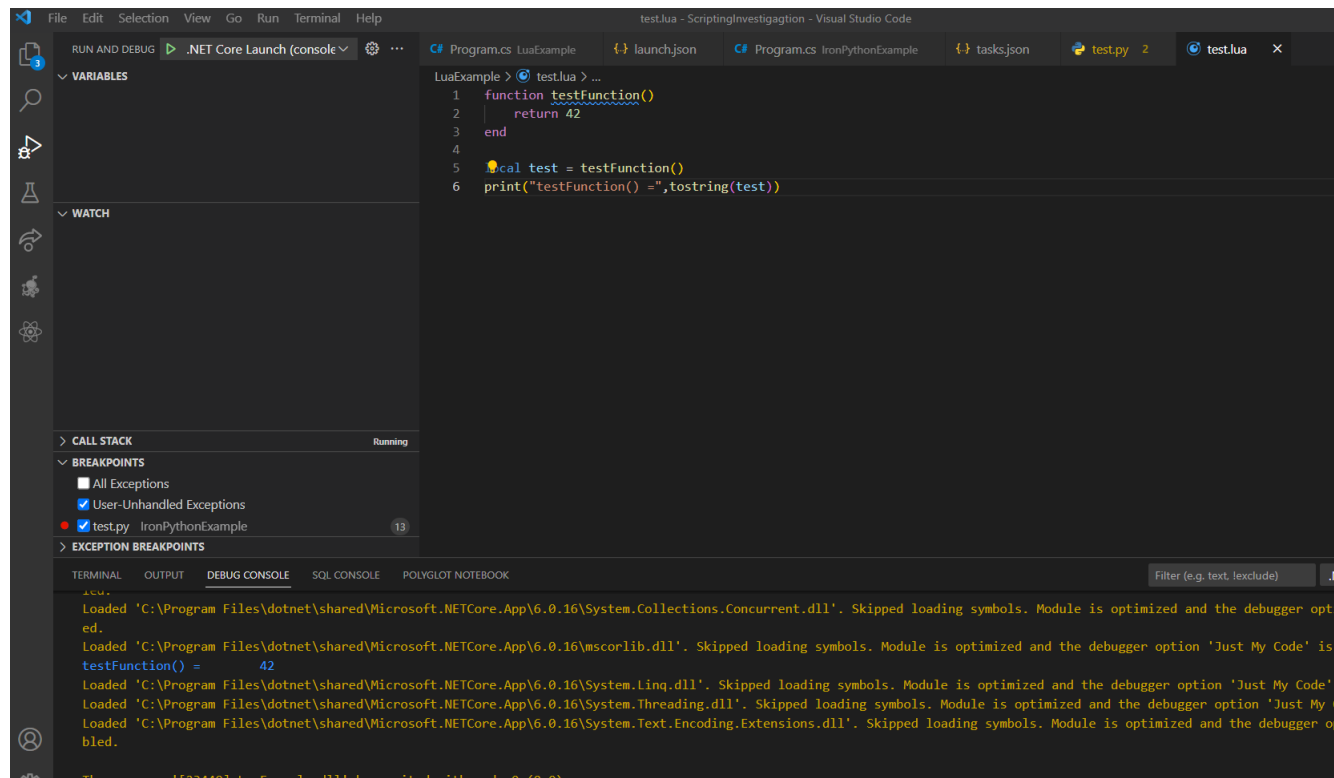 File Edit Selection View Go Run Terminal Help
test.lua - ScriptingInvestigagtion - Visual Studio Code
RUN AND DEBUG .NET Core Launch (console
Program.cs LuaExample
launch.json
Program.cs IronPythonExample
tasks.json
test.py 2
test.lua
3
VARIABLES
LuaExample > test.lua > ...
1 function testFunction()
2 return 42
3 end
4
5 local test = testFunction()
6 print("testFunction() =",tostring(test))
WATCH
CALL STACK Running
BREAKPOINTS
All Exceptions
User-Unhandled Exceptions
test.py IronPythonExample 13
EXCEPTION BREAKPOINTS
TERMINAL OUTPUT DEBUG CONSOLE SQL CONSOLE POLYGLOT NOTEBOOK
Filter (e.g. text, !exclude)
Loaded 'C:\Program Files\dotnet\shared\Microsoft.NETCore.App\6.0.16\System.Collections.Concurrent.dll'. Skipped loading symbols. Module is optimized and the debugger opt
ed.
Loaded 'C:\Program Files\dotnet\shared\Microsoft.NETCore.App\6.0.16\mscorlib.dll'. Skipped loading symbols. Module is optimized and the debugger option 'Just My Code' is
testFunction() = 42
Loaded 'C:\Program Files\dotnet\shared\Microsoft.NETCore.App\6.0.16\System.Linq.dll'. Skipped loading symbols. Module is optimized and the debugger option 'Just My Code'
Loaded 'C:\Program Files\dotnet\shared\Microsoft.NETCore.App\6.0.16\System.Threading.dll'. Skipped loading symbols. Module is optimized and the debugger option 'Just My
Loaded 'C:\Program Files\dotnet\shared\Microsoft.NETCore.App\6.0.16\System.Text.Encoding.Extensions.dll'. Skipped loading symbols. Module is optimized and the debugger o
bled.